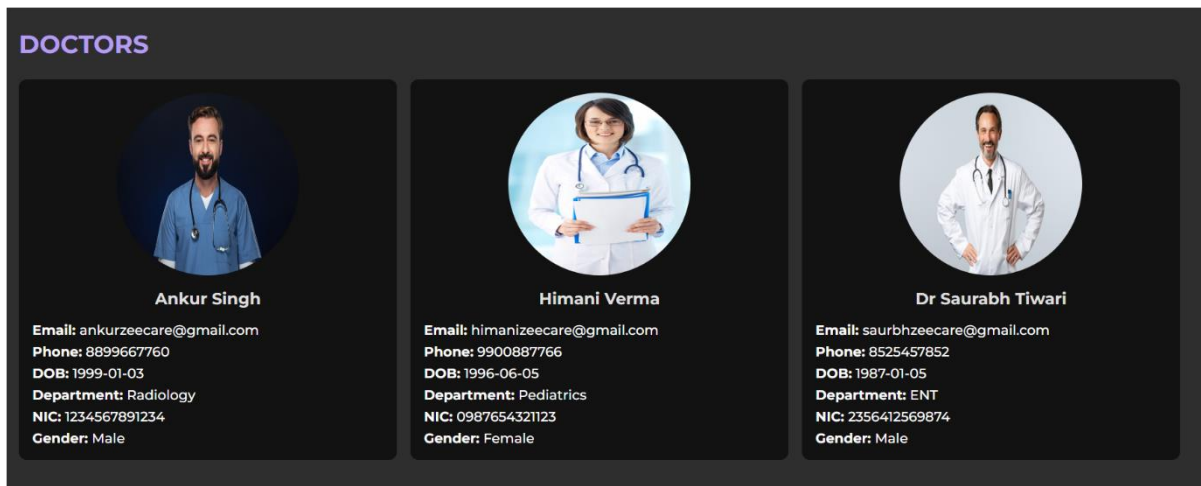 DOCTORS
Ankur Singh
Email: ankurzeecare@gmail.com
Phone: 8899667760
DOB: 1999-01-03
Department: Radiology
NIC: 1234567891234
Gender: Male
Himani Verma
Email: himanizeecare@gmail.com
Phone: 9900887766
DOB: 1996-06-05
Department: Pediatrics
NIC: 0987654321123
Gender: Female
Dr Saurabh Tiwari
Email: saurbhzeecare@gmail.com
Phone: 8525457852
DOB: 1987-01-05
Department: ENT
NIC: 2356412569874
Gender: Male